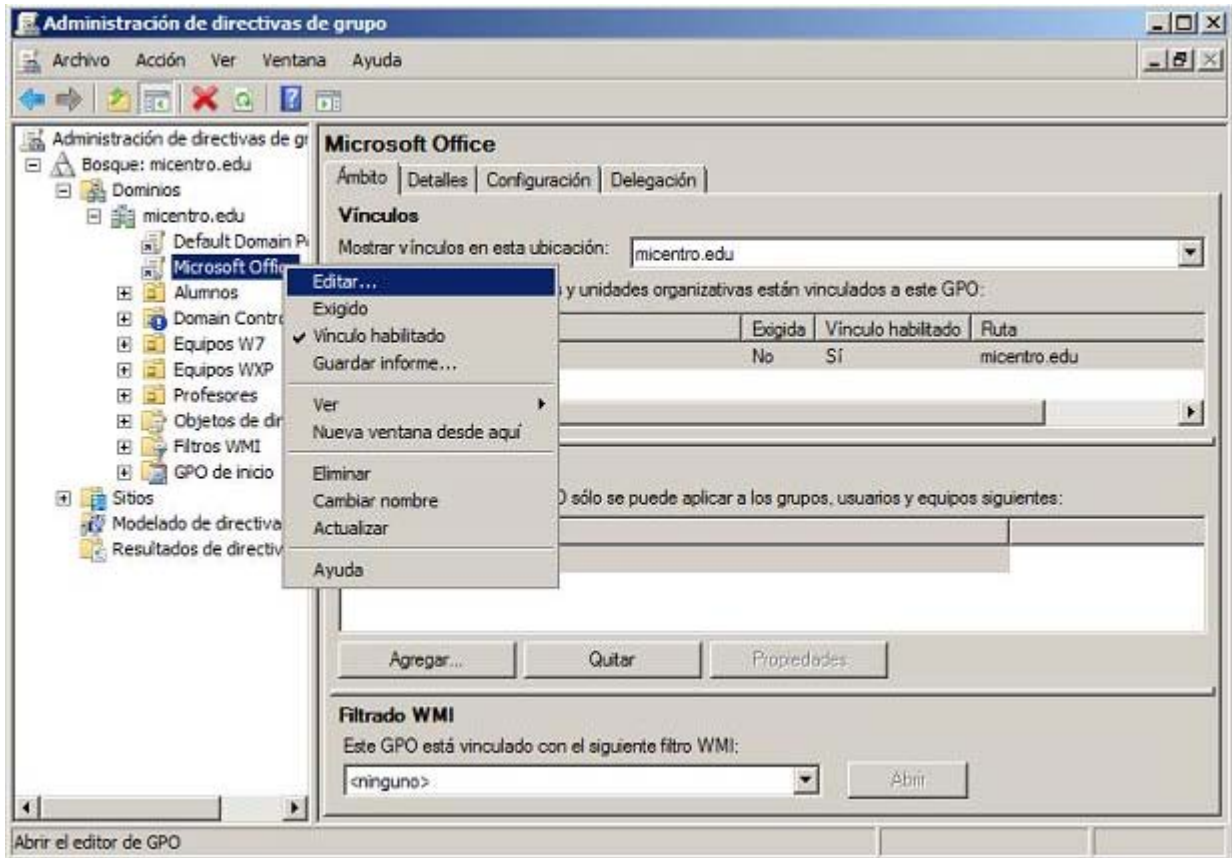 Administración de directivas de grupo
Archivo Acción Ver Ventana Ayuda
Administración de directivas de gr
Bosque: micentro.edu
Dominios
micentro.edu
Default Domain P
Microsoft Offic
Alumnos
Domain Contr
Equipos W7
Equipos WXP
Profesores
Objetos de dir
Filtros WMI
GPO de inicio
Sitios
Modelado de directiva
Resultados de directiv
Editar...
Exigido
Vínculo habilitado
Guardar informe...
Ver
Nueva ventana desde aquí
Eliminar
Cambiar nombre
Actualizar
Ayuda
Microsoft Office
Ámbito Detalles Configuración Delegación
Vínculos
Mostrar vínculos en esta ubicación: micentro.edu
y unidades organizativas están vinculados a este GPO:
Exigida Vínculo habilitado Ruta
No Sí micentro.edu
sólo se puede aplicar a los grupos, usuarios y equipos siguientes:
Agregar... Quitar Propiedades
Filtrado WMI
Este GPO está vinculado con el siguiente filtro WMI:
<ninguno> Abrir
Abrir el editor de GPO